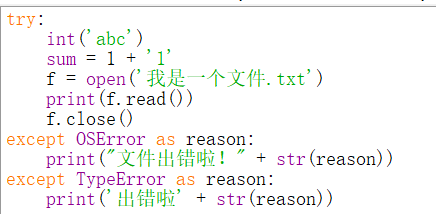 try:
    int('abc')
    sum = 1 + '1'
    f = open('我是一个文件.txt')
    print(f.read())
    f.close()
except OSError as reason:
    print("文件出错啦！" + str(reason))
except TypeError as reason:
    print('出错啦' + str(reason))